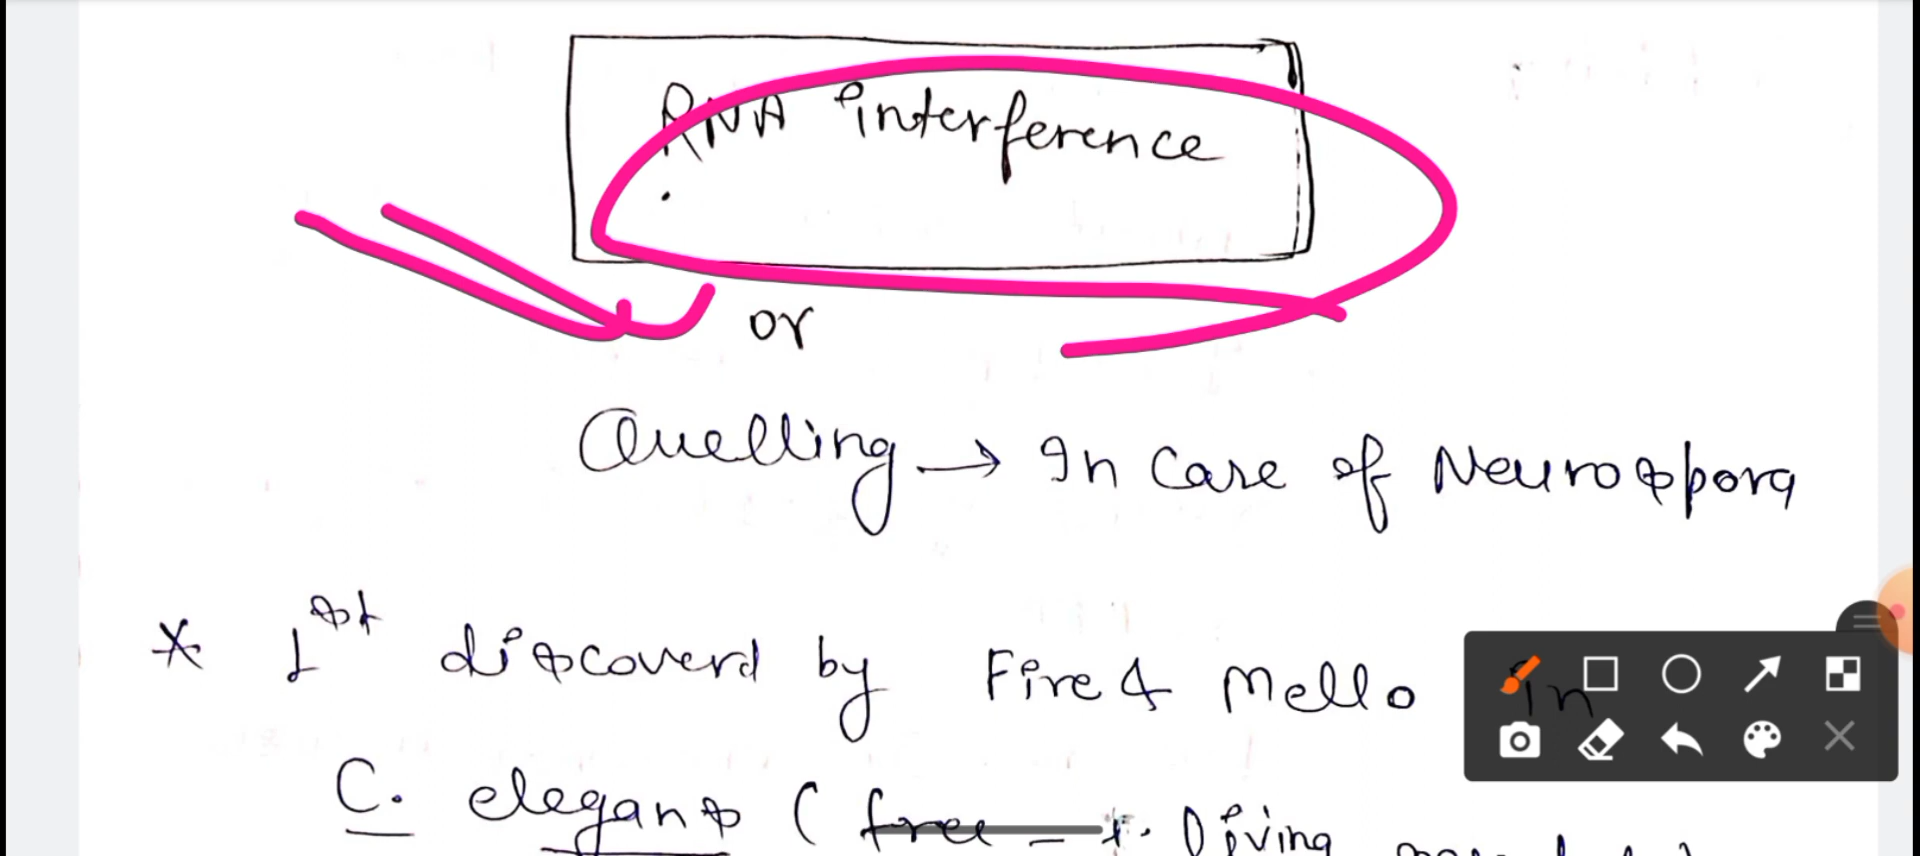 RNA interference
or
Quelling → In Case of Neurospora
* 1st discoverd by Fire & Mello in
C. elegans ( free - living